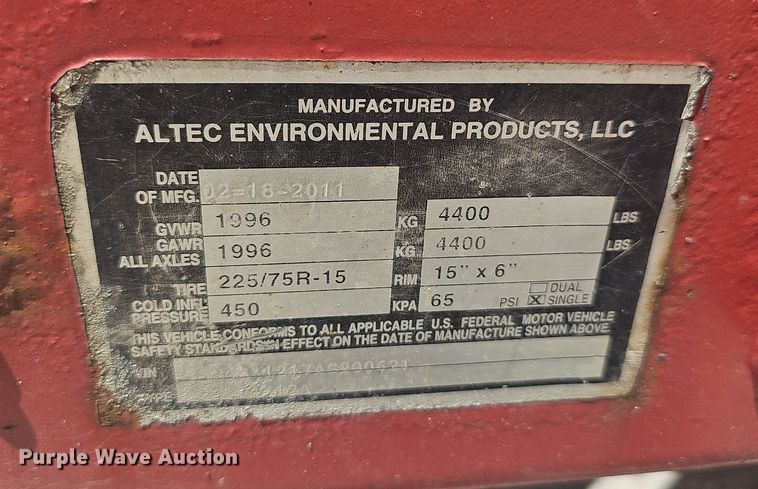 MANUFACTURED BY
ALTEC ENVIRONMENTAL PRODUCTS, LLC
DATE OF MFG. 02-18-2011
GVWR 1996 KG 4400 LBS
GAWR ALL AXLES 1996 KG 4400 LBS
TIRE 225/75R-15 RIM 15" x 6" DUAL
COLD INFL PRESSURE 450 KPA 65 PSI X SINGLE
THIS VEHICLE CONFORMS TO ALL APPLICABLE U.S. FEDERAL MOTOR VEHICLE
SAFETY STANDARDS IN EFFECT ON THE DATE OF MANUFACTURE SHOWN ABOVE.
VIN
TYPE
Purple Wave Auction